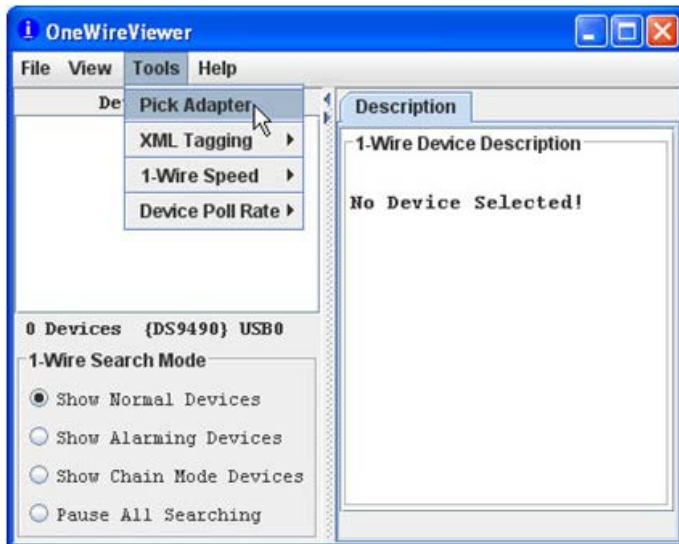 OneWireViewer
File View Tools Help
De
Pick Adapter
XML Tagging
1-Wire Speed
Device Poll Rate
Description
1-Wire Device Description
No Device Selected!
0 Devices {DS9490} USB0
1-Wire Search Mode
Show Normal Devices
Show Alarming Devices
Show Chain Mode Devices
Pause All Searching